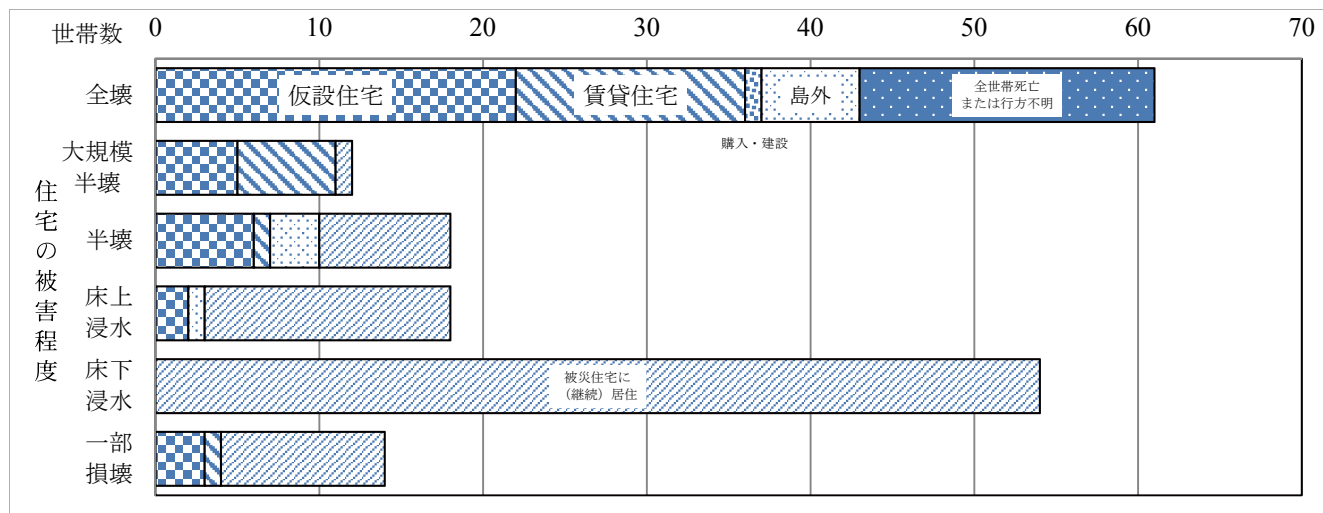 世帯数 0 10 20 30 40 50 60 70
全壊
仮設住宅
賃貸住宅
島外
全世帯死亡
または行方不明
購入・建設
住宅の被害程度
大規模
半壊
半壊
床上
浸水
床下
浸水
被災住宅に
（継続）居住
一部
損壊